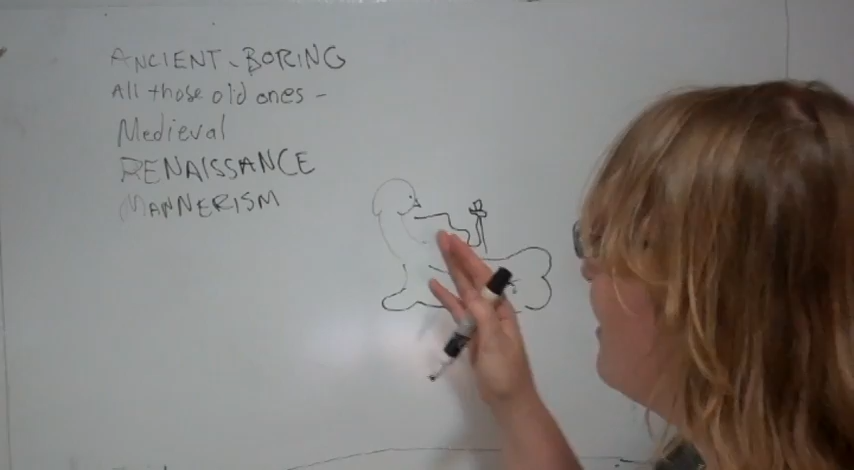 ANCIENT - BORING
All those old ones -
Medieval
RENAISSANCE
MANNERISM